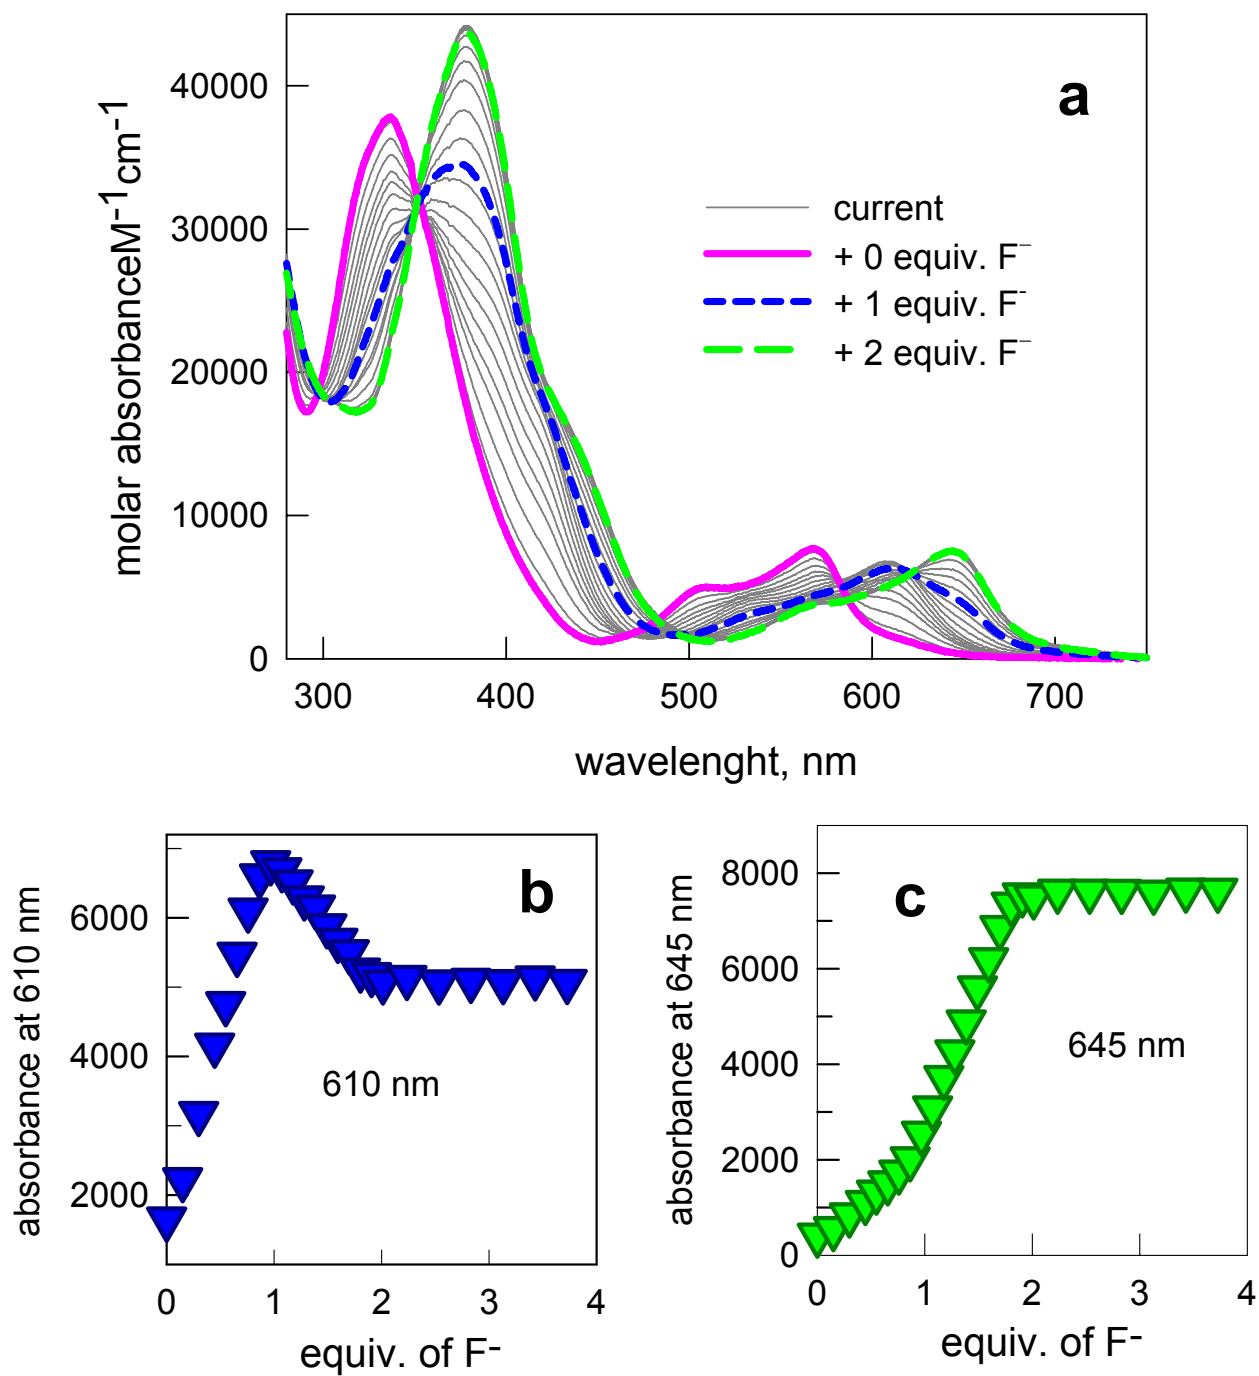 a
40000
30000
20000
10000
0
molar absorbanceM⁻¹cm⁻¹
current
+ 0 equiv. F⁻
+ 1 equiv. F⁻
+ 2 equiv. F⁻
300 400 500 600 700
wavelenght, nm
b
6000
4000
2000
absorbance at 610 nm
610 nm
0 1 2 3 4
equiv. of F⁻
c
8000
6000
4000
2000
0
absorbance at 645 nm
645 nm
0 1 2 3 4
equiv. of F⁻